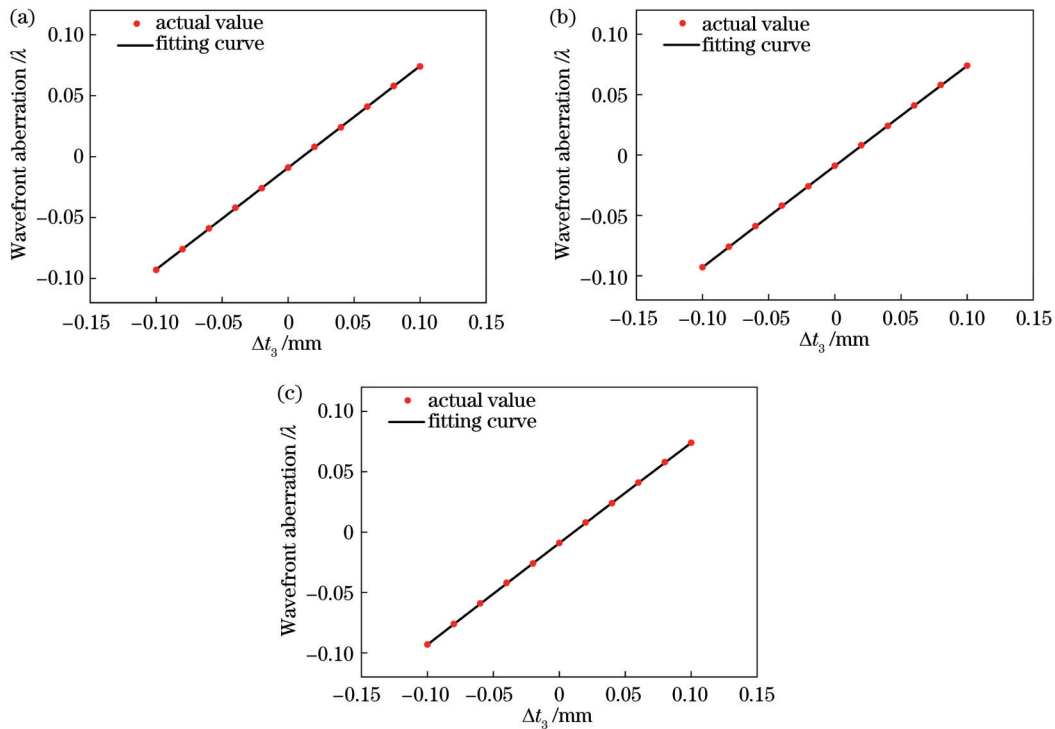 (a)
actual value
fitting curve
Wavefront aberration /λ
0.10
0.05
0
−0.05
−0.10
−0.15 −0.10 −0.05 0 0.05 0.10 0.15
Δt₃ /mm
(b)
actual value
fitting curve
Wavefront aberration /λ
0.10
0.05
0
−0.05
−0.10
−0.15 −0.10 −0.05 0 0.05 0.10 0.15
Δt₃ /mm
(c)
actual value
fitting curve
Wavefront aberration /λ
0.10
0.05
0
−0.05
−0.10
−0.15 −0.10 −0.05 0 0.05 0.10 0.15
Δt₃ /mm